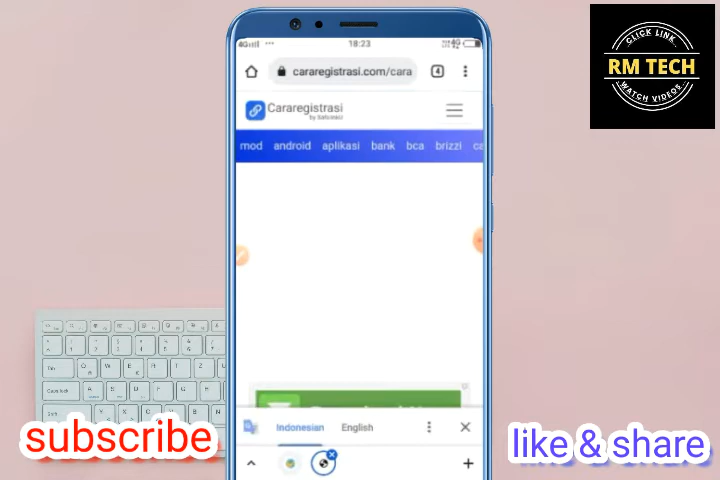 CLICK LINK
RM TECH
WATCH VIDEOS
4G
18:23
cararegistrasi.com/cara
4
Cararegistrasi
mod android aplikasi bank bca brizzi ca
Indonesian English
subscribe
like & share